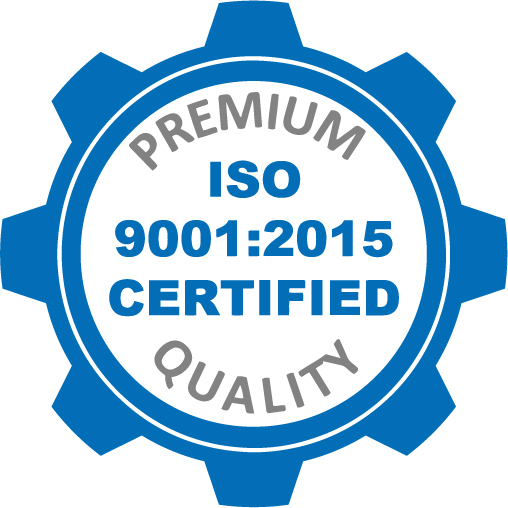 PREMIUM
ISO
9001:2015
CERTIFIED
QUALITY